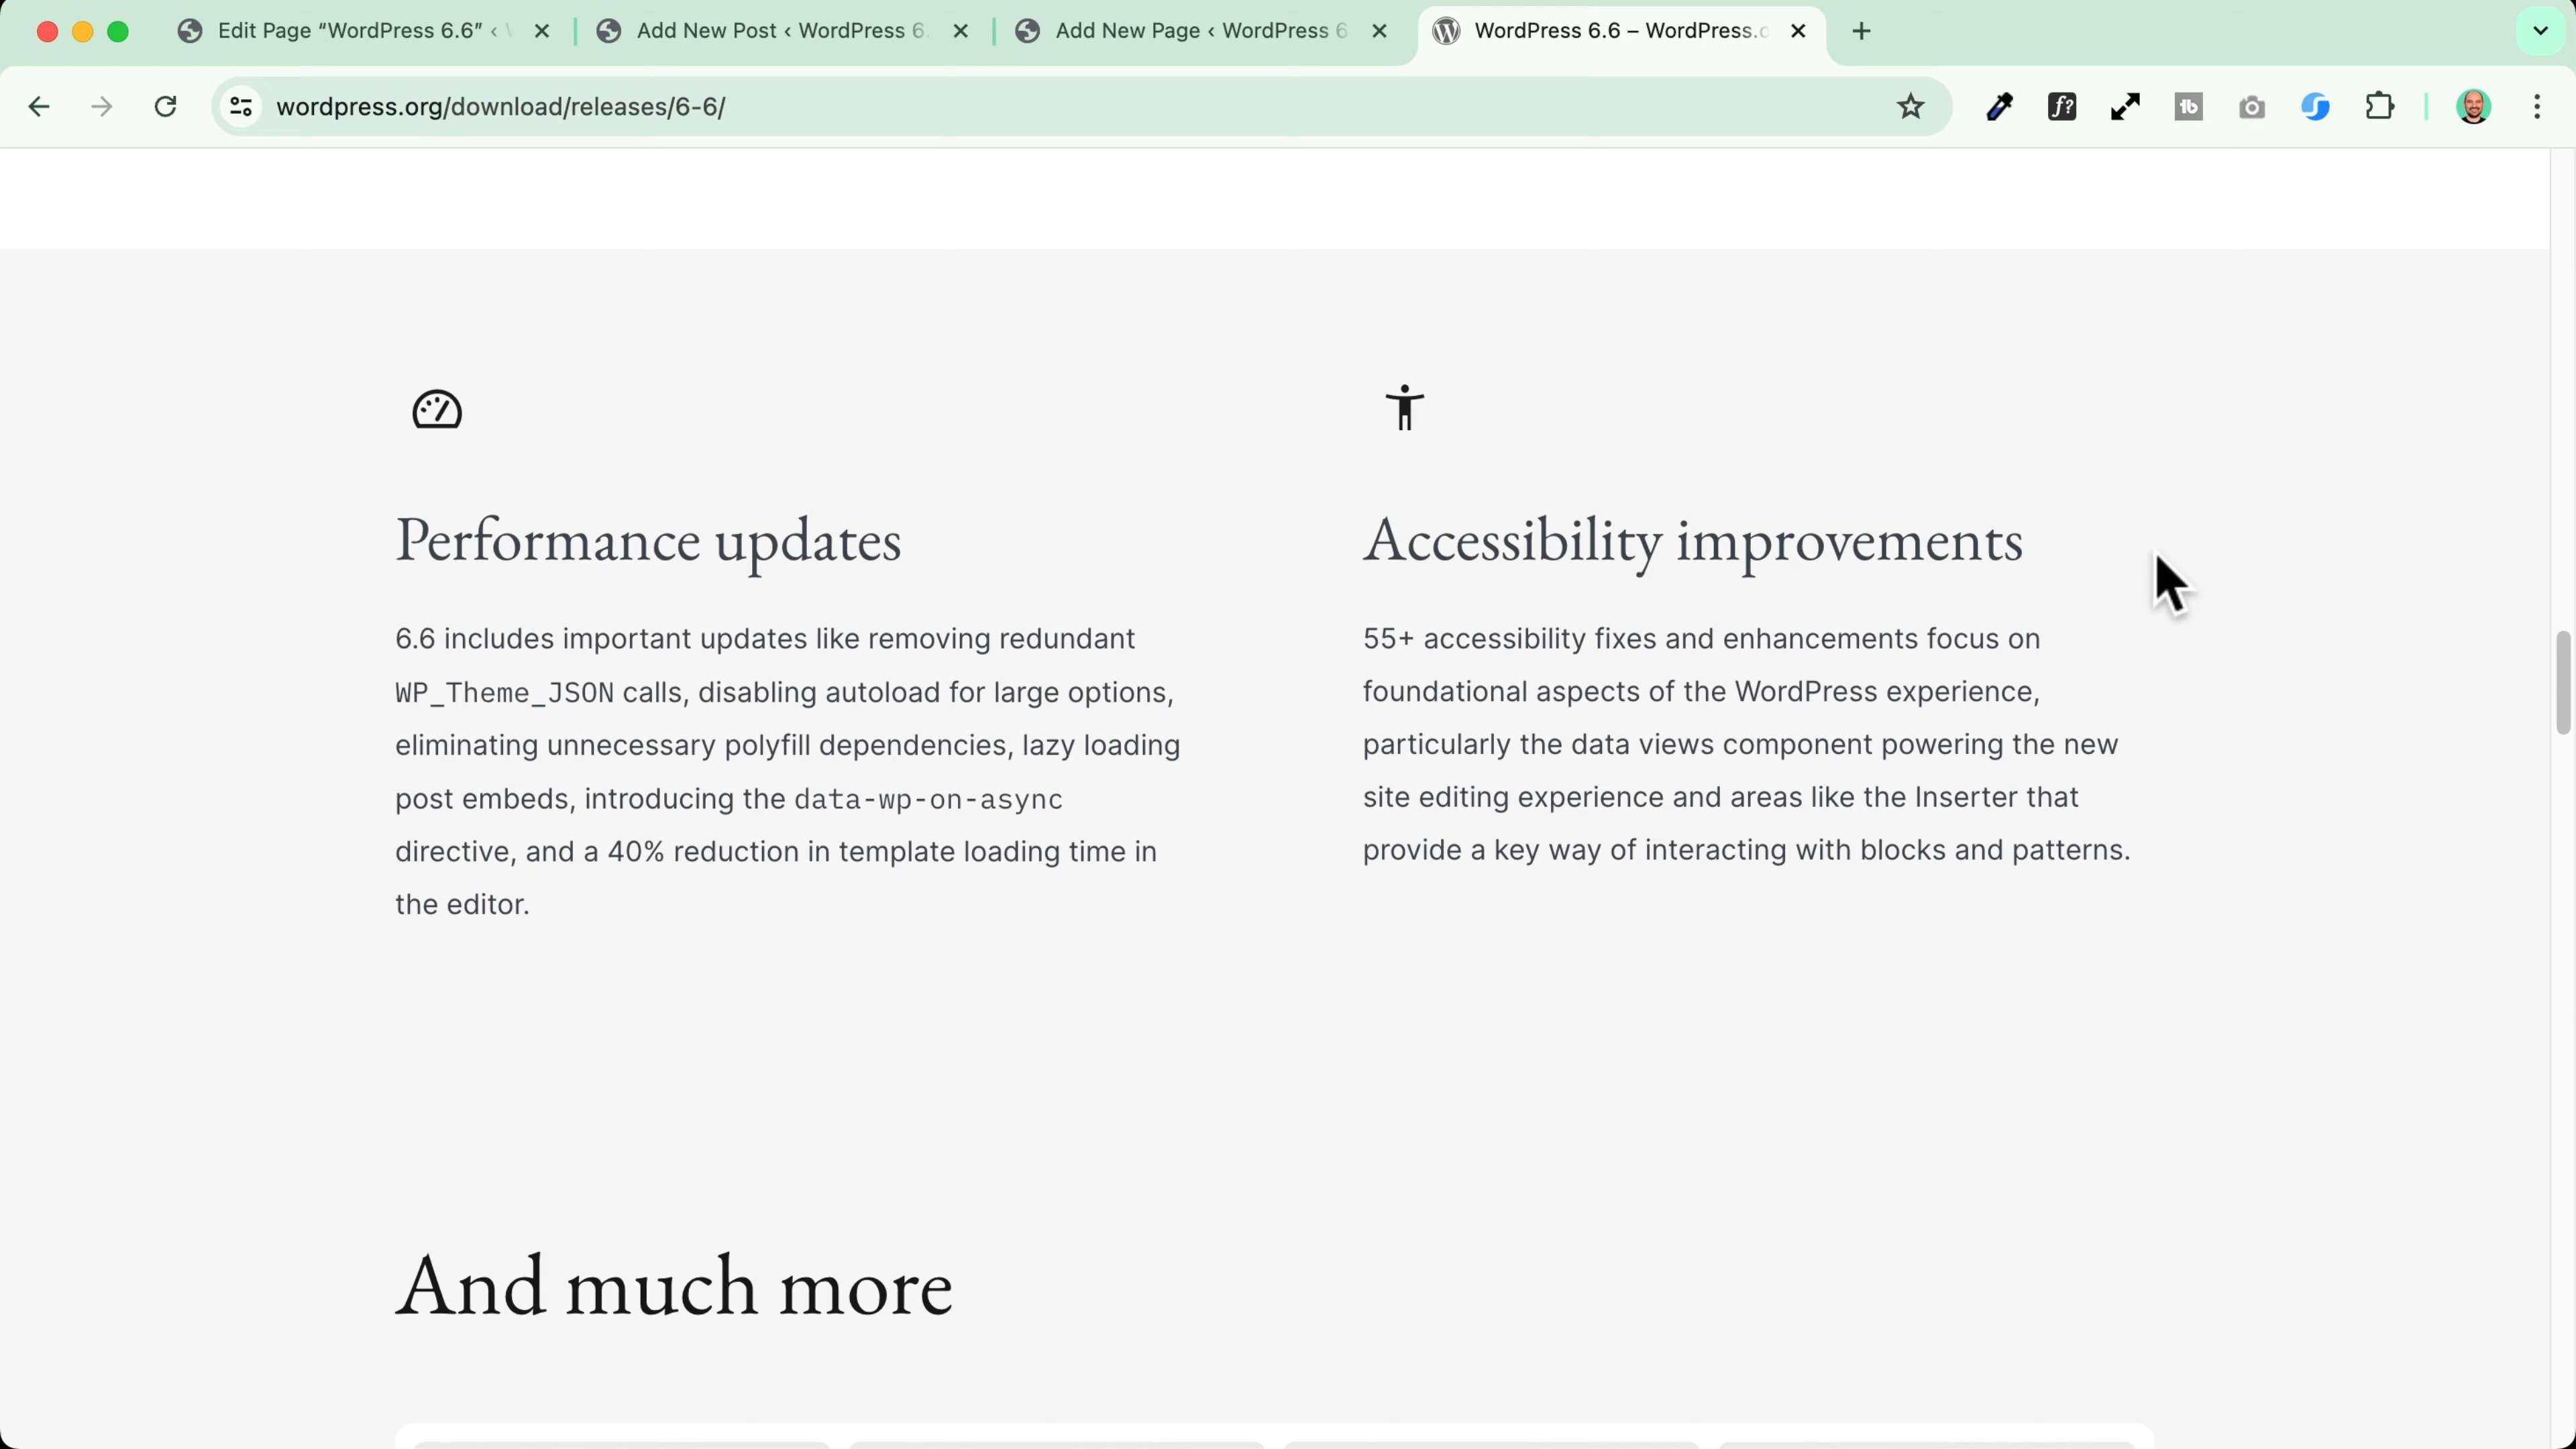 Edit Page “WordPress 6.6” ‹
Add New Post ‹ WordPress 6.
Add New Page ‹ WordPress 6
WordPress 6.6 – WordPress.o
wordpress.org/download/releases/6-6/
f?
tb
Performance updates
6.6 includes important updates like removing redundant
WP_Theme_JSON calls, disabling autoload for large options,
eliminating unnecessary polyfill dependencies, lazy loading
post embeds, introducing the data-wp-on-async
directive, and a 40% reduction in template loading time in
the editor.
Accessibility improvements
55+ accessibility fixes and enhancements focus on
foundational aspects of the WordPress experience,
particularly the data views component powering the new
site editing experience and areas like the Inserter that
provide a key way of interacting with blocks and patterns.
And much more